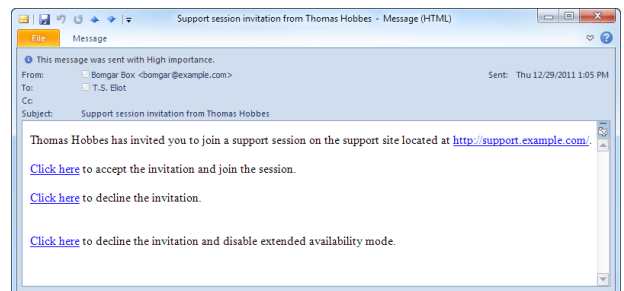 Support session invitation from Thomas Hobbes - Message (HTML)
File Message
This message was sent with High importance.
From: Bomgar Box <bomgar@example.com> Sent: Thu 12/29/2011 1:05 PM
To: T.S. Eliot
Cc:
Subject: Support session invitation from Thomas Hobbes
Thomas Hobbes has invited you to join a support session on the support site located at http://support.example.com/.
Click here to accept the invitation and join the session.
Click here to decline the invitation.
Click here to decline the invitation and disable extended availability mode.